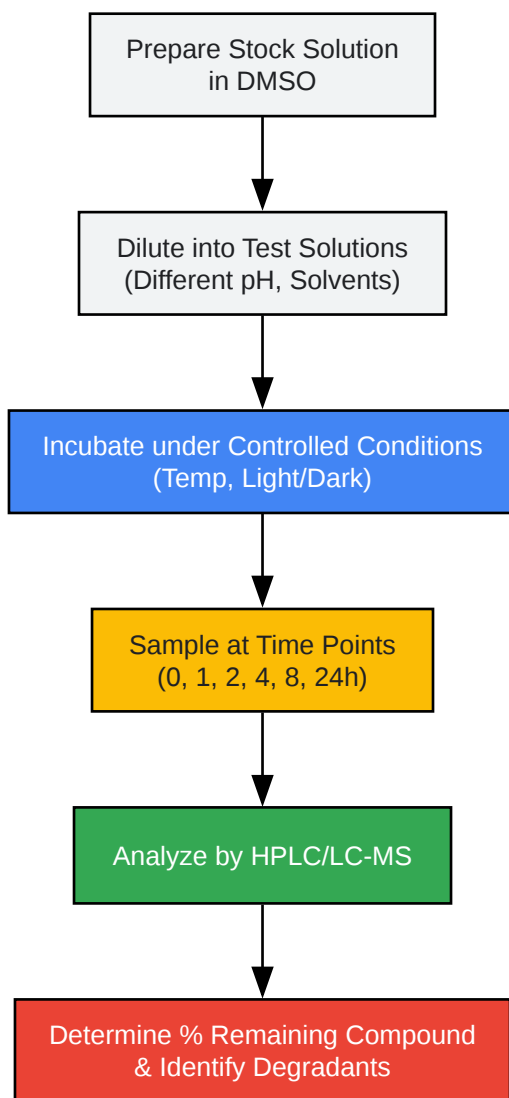 Prepare Stock Solution
in DMSO
Dilute into Test Solutions
(Different pH, Solvents)
Incubate under Controlled Conditions
(Temp, Light/Dark)
Sample at Time Points
(0, 1, 2, 4, 8, 24h)
Analyze by HPLC/LC-MS
Determine % Remaining Compound
& Identify Degradants